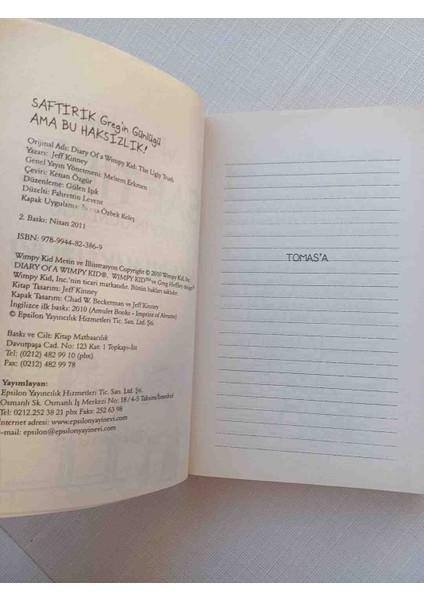 SAFTIRIK Greg'in Günlüğü
AMA BU HAKSIZLIK!
Orijinal Adı: Diary Of a Wimpy Kid: The Ugly Truth
Yazan: Jeff Kinney
Genel Yayın Yönetmeni: Meltem Erkmen
Çeviri: Kenan Özgür
Düzenleme: Gülen Işık
Düzelti: Fahrettin Levent
Kapak Uygulama: Özbek Keleş
2. Baskı: Nisan 2011
ISBN: 978-9944-82-386-9
Wimpy Kid Metin ve İllüstrasyon Copyright © 2010 Wimpy Kid, Inc.
DIARY OF A WIMPY KID®, WIMPY KID™ ve Greg Heffley
Kid, Inc.'nin ticari markasıdır. Bütün hakları saklıdır.
Kitap Tasarım: Jeff Kinney
Kapak Tasarım: Chad W. Beckerman ve Jeff Kinney
İngilizce ilk baskı: 2010 (Amulet Books - Imprint of Abrams)
© Epsilon Yayıncılık Hizmetleri Tic. San. Ltd. Şti.
Baskı ve Cilt: Kitap Matbaacılık
Davutpaşa Cad. No: 123 Kat: 1 Topkapı-İst
Tel: (0212) 482 99 10 (pbx)
Fax: (0212) 482 99 78
Yayımlayan:
Epsilon Yayıncılık Hizmetleri Tic. San. Ltd. Şti.
Osmanlı Sk. Osmanlı İş Merkezi No: 18/4-5 Taksim/İstanbul
Tel: 0212.252 38 21 pbx Faks: 252 63 98
İnternet adresi: www.epsilonyayinevi.com
e-mail: epsilon@epsilonyayinevi.com
TOMAS'A